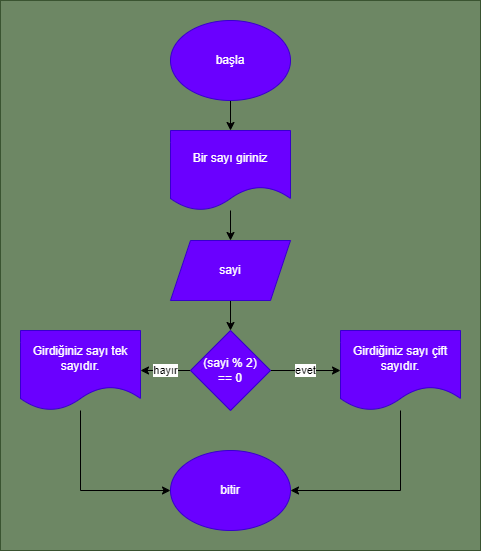 başla
Bir sayı giriniz
sayi
(sayi % 2)
== 0
hayır
evet
Girdiğiniz sayı tek
sayıdır.
Girdiğiniz sayı çift
sayıdır.
bitir